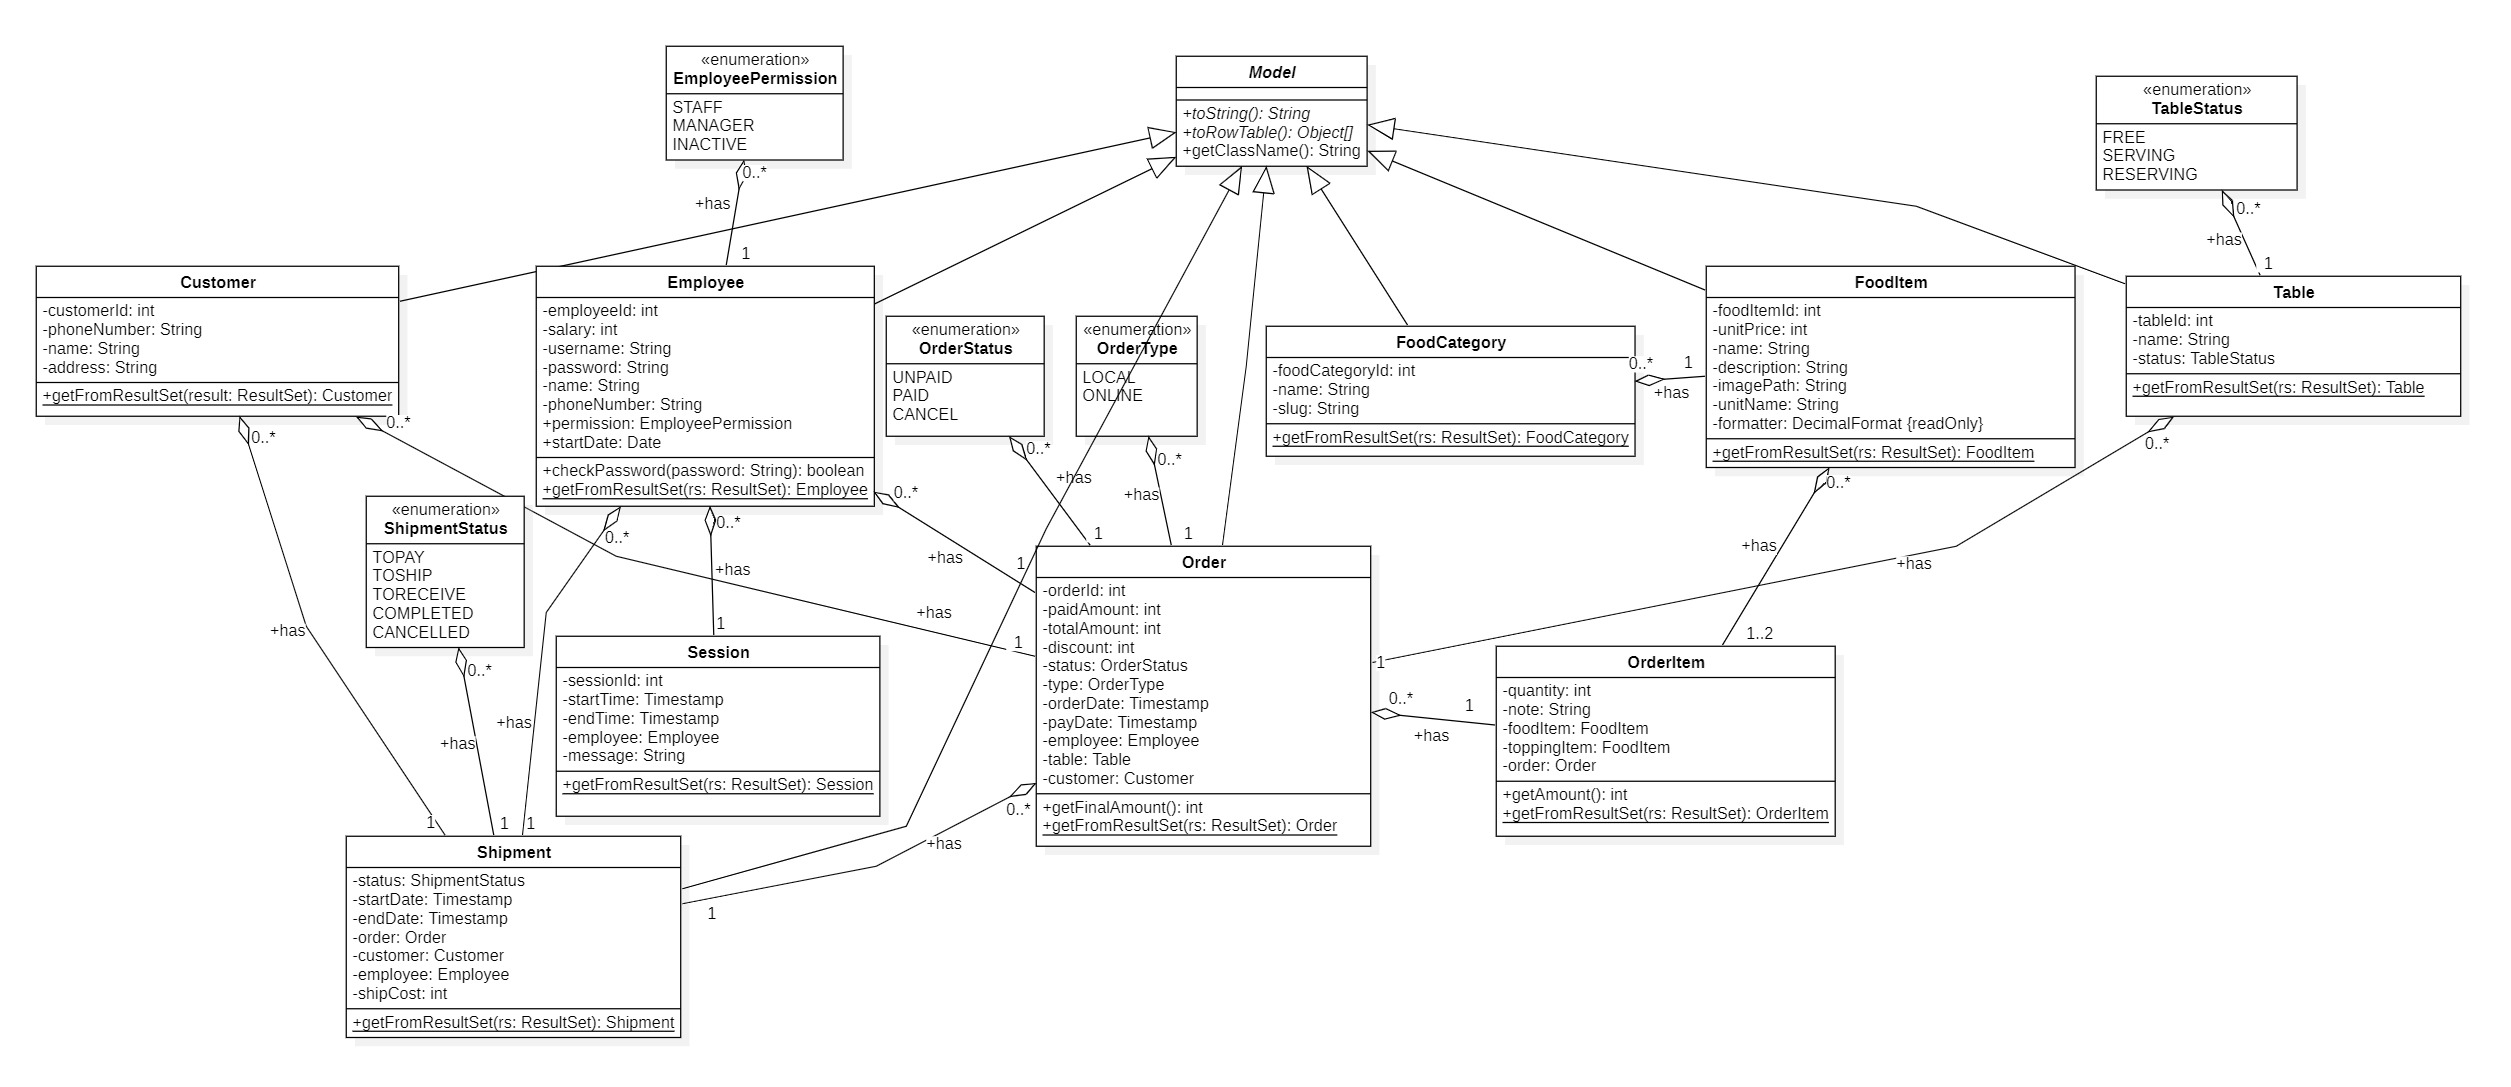 «enumeration»
EmployeePermission
STAFF
MANAGER
INACTIVE
0..*
+has
1
Model
+toString(): String
+toRowTable(): Object[]
+getClassName(): String
«enumeration»
TableStatus
FREE
SERVING
RESERVING
0..*
+has
1
Customer
-customerId: int
-phoneNumber: String
-name: String
-address: String
+getFromResultSet(result: ResultSet): Customer
0..*
0..*
Employee
-employeeId: int
-salary: int
-username: String
-password: String
-name: String
-phoneNumber: String
+permission: EmployeePermission
+startDate: Date
+checkPassword(password: String): boolean
+getFromResultSet(rs: ResultSet): Employee
0..*
0..*
0..*
«enumeration»
OrderStatus
UNPAID
PAID
CANCEL
0..*
+has
1
«enumeration»
OrderType
LOCAL
ONLINE
0..*
+has
1
FoodCategory
-foodCategoryId: int
-name: String
-slug: String
+getFromResultSet(rs: ResultSet): FoodCategory
0..*
1
+has
FoodItem
-foodItemId: int
-unitPrice: int
-name: String
-description: String
-imagePath: String
-unitName: String
-formatter: DecimalFormat {readOnly}
+getFromResultSet(rs: ResultSet): FoodItem
0..*
+has
1..2
Table
-tableId: int
-name: String
-status: TableStatus
+getFromResultSet(rs: ResultSet): Table
0..*
+has
1
«enumeration»
ShipmentStatus
TOPAY
TOSHIP
TORECEIVE
COMPLETED
CANCELLED
0..*
+has
1
+has
1
+has
1
+has
1
+has
1
+has
1
Session
-sessionId: int
-startTime: Timestamp
-endTime: Timestamp
-employee: Employee
-message: String
+getFromResultSet(rs: ResultSet): Session
Order
-orderId: int
-paidAmount: int
-totalAmount: int
-discount: int
-status: OrderStatus
-type: OrderType
-orderDate: Timestamp
-payDate: Timestamp
-employee: Employee
-table: Table
-customer: Customer
+getFinalAmount(): int
+getFromResultSet(rs: ResultSet): Order
0..*
1
+has
OrderItem
-quantity: int
-note: String
-foodItem: FoodItem
-toppingItem: FoodItem
-order: Order
+getAmount(): int
+getFromResultSet(rs: ResultSet): OrderItem
0..*
+has
1
Shipment
-status: ShipmentStatus
-startDate: Timestamp
-endDate: Timestamp
-order: Order
-customer: Customer
-employee: Employee
-shipCost: int
+getFromResultSet(rs: ResultSet): Shipment